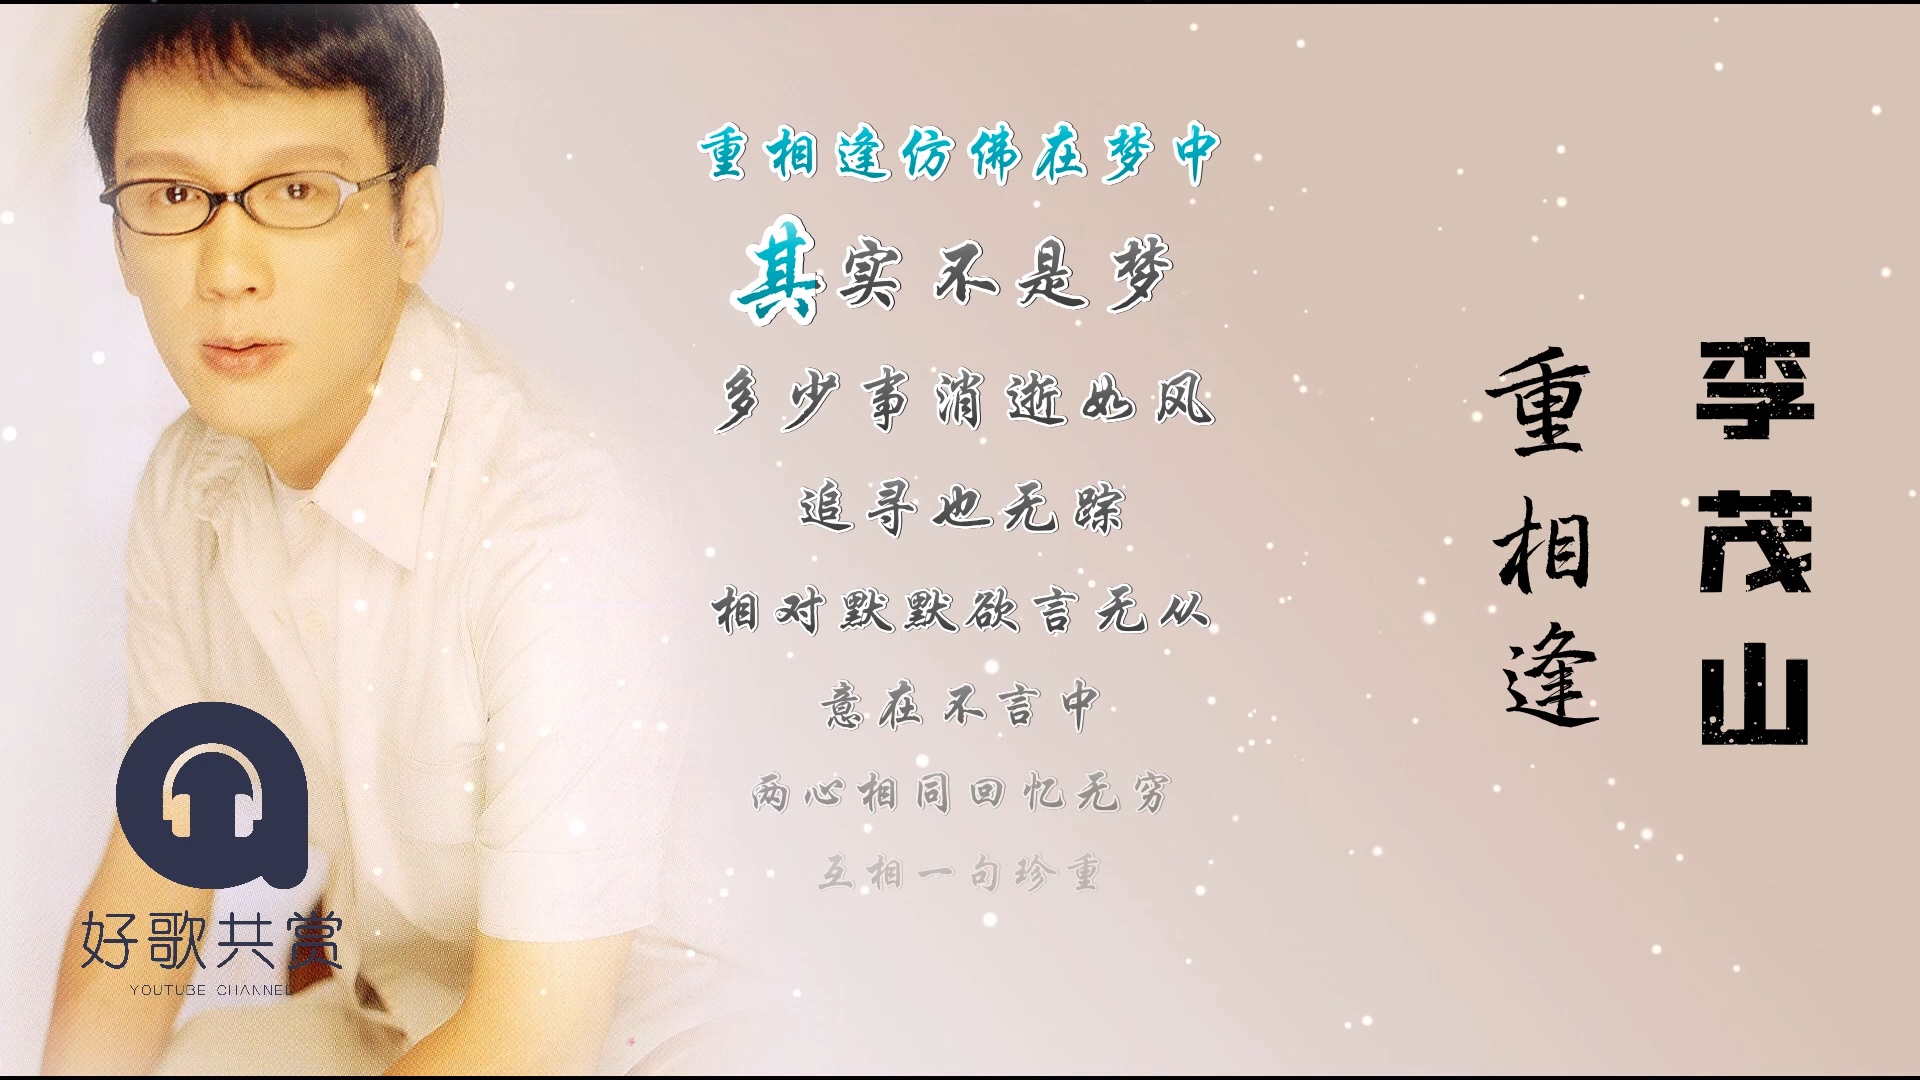 重相逢仿佛在梦中
其实不是梦
多少事消逝如风
追寻也无踪
相对默默欲言无从
意在不言中
两心相同回忆无穷
互相一句珍重
李茂山
重相逢
好歌共赏
YOUTUBE CHANNEL